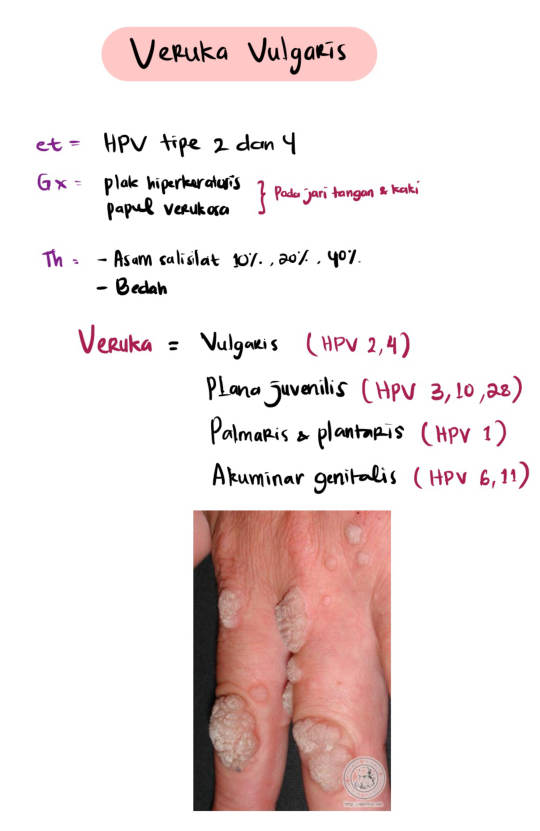 Veruka Vulgaris
et = HPV tipe 2 dan 4
Gx = plak hiperkeratotis
papul verukosa } Pada jari tangan & kaki
Th = - Asam salisilat 10%, 20%, 40%.
- Bedah
Veruka = Vulgaris (HPV 2,4)
Plana juvenilis (HPV 3, 10, 28)
Palmaris & plantaris (HPV 1)
Akuminar genitalis (HPV 6, 11)